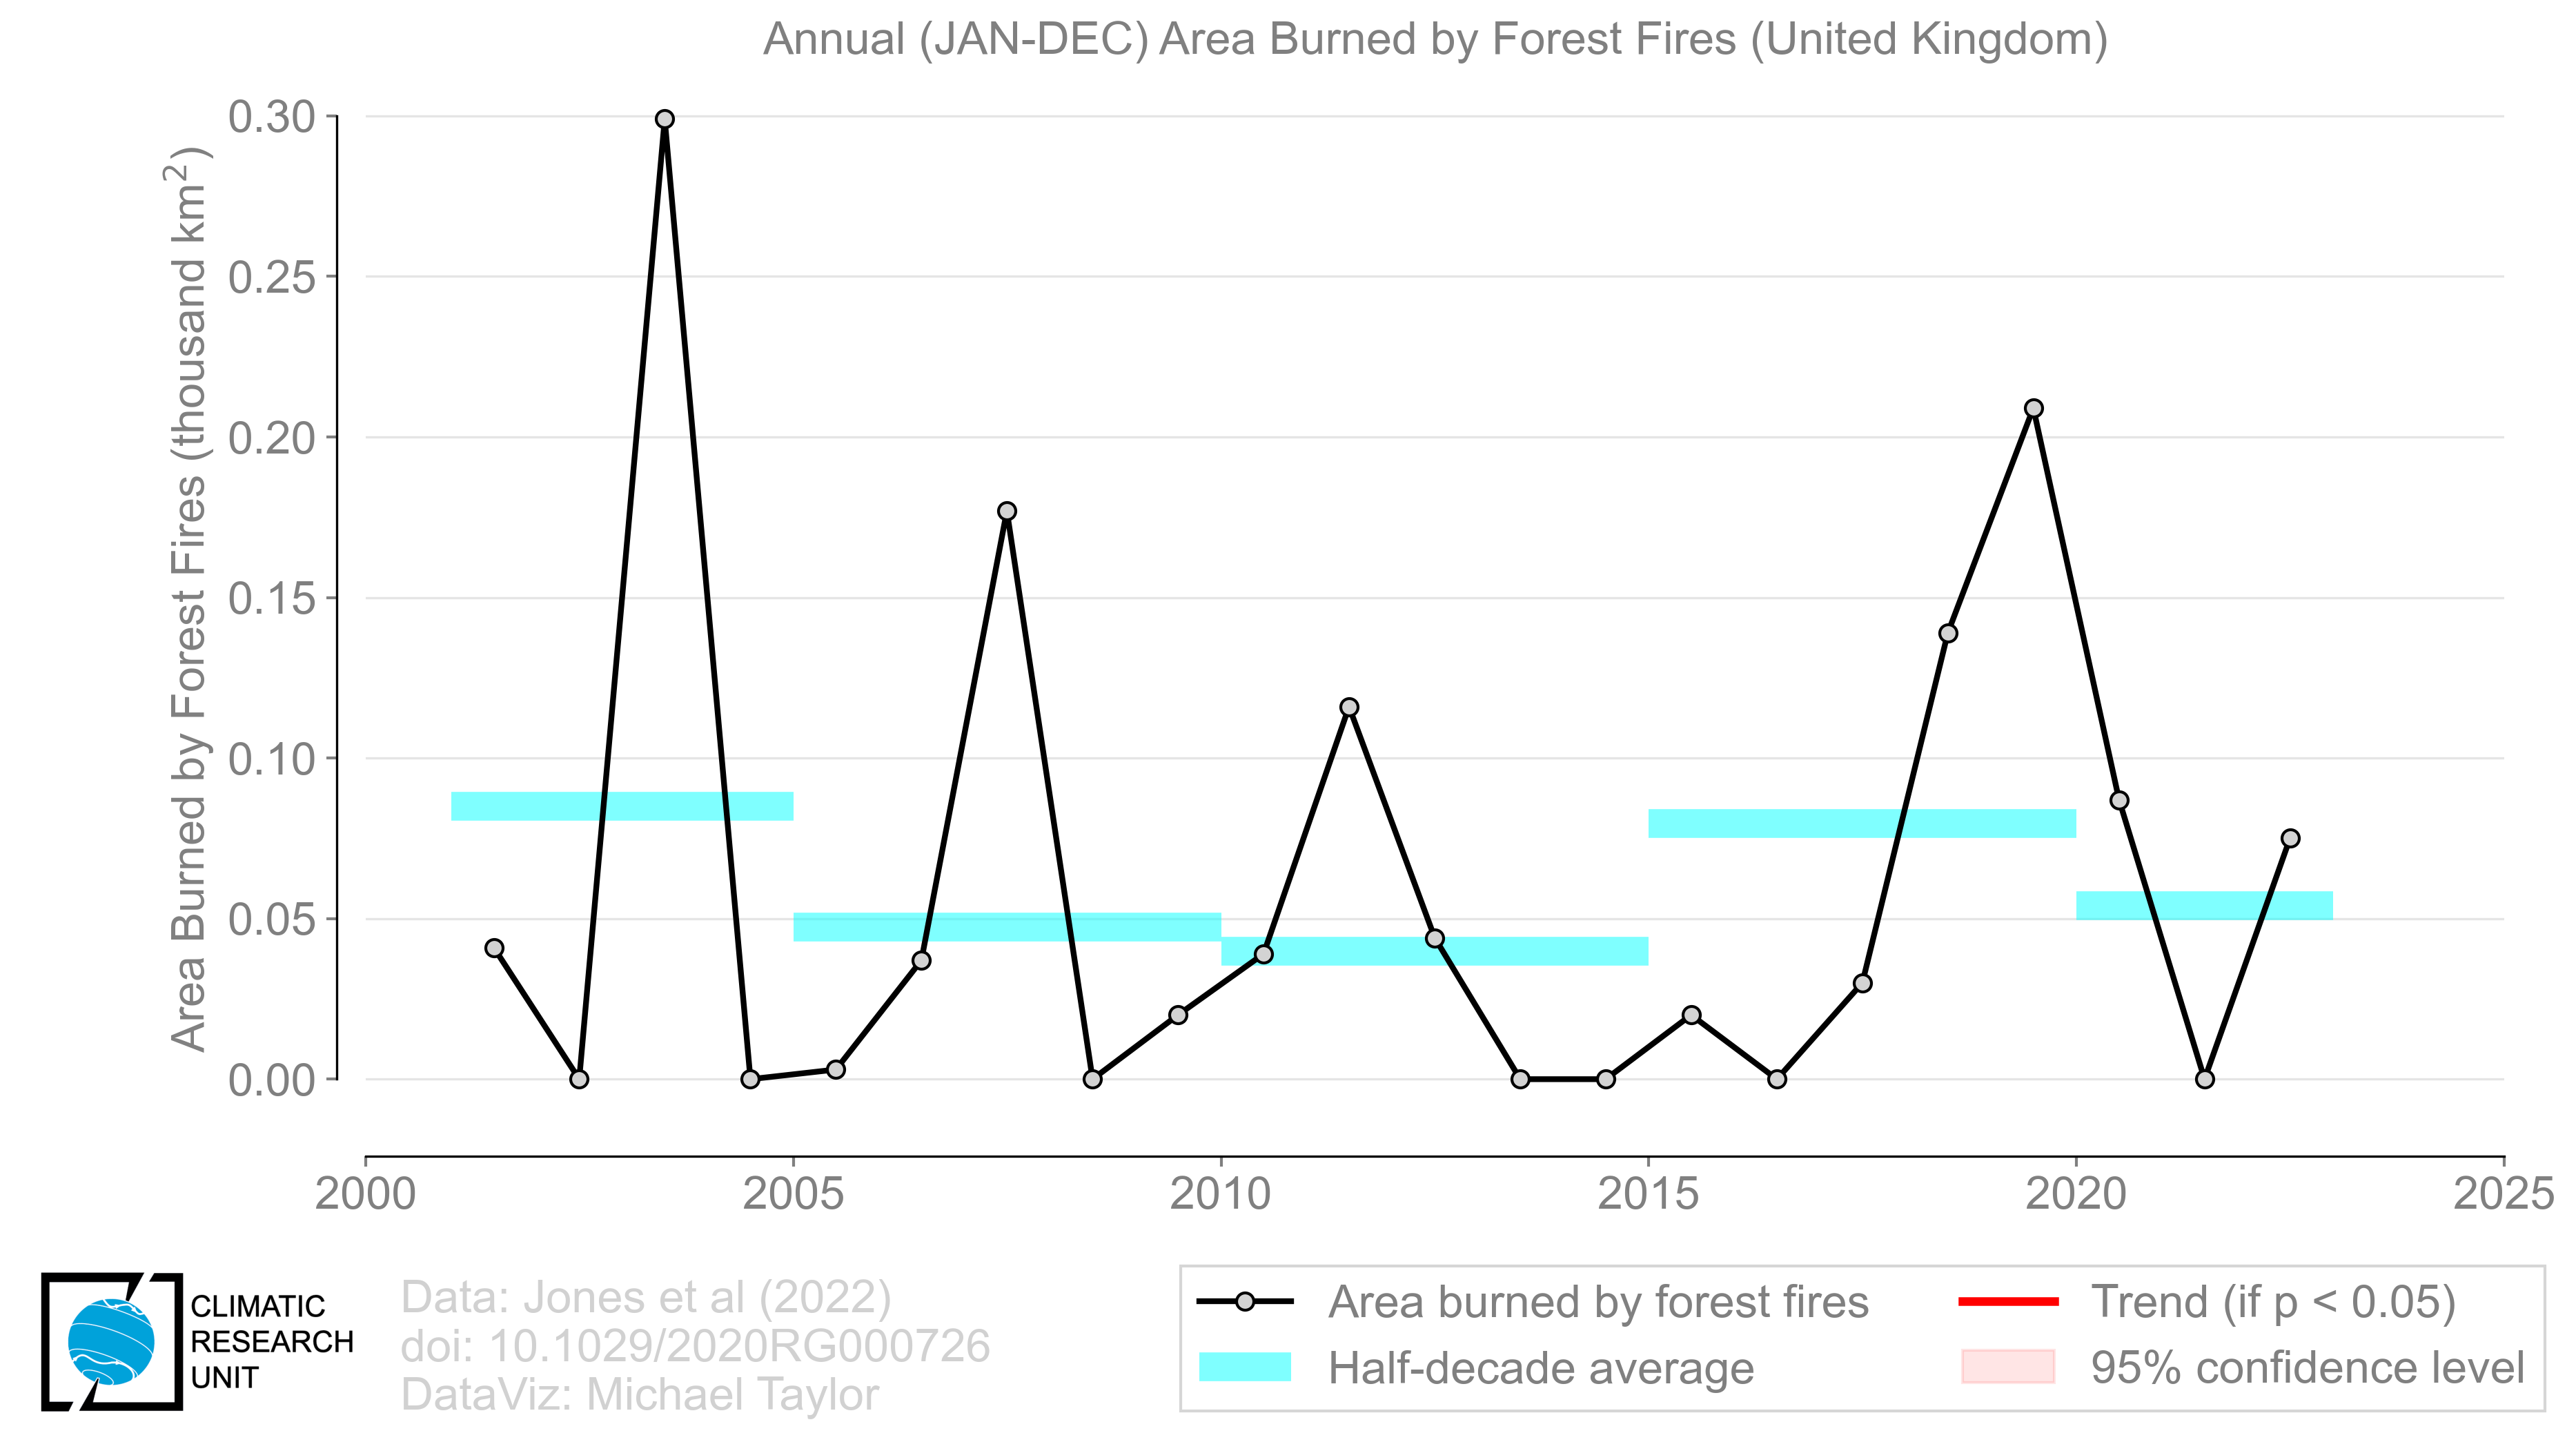 Annual (JAN-DEC) Area Burned by Forest Fires (United Kingdom)
Area Burned by Forest Fires (thousand km²)
0.30
0.25
0.20
0.15
0.10
0.05
0.00
2000 2005 2010 2015 2020 2025
CLIMATIC
RESEARCH
UNIT
Data: Jones et al (2022)
doi: 10.1029/2020RG000726
DataViz: Michael Taylor
Area burned by forest fires
Half-decade average
Trend (if p < 0.05)
95% confidence level